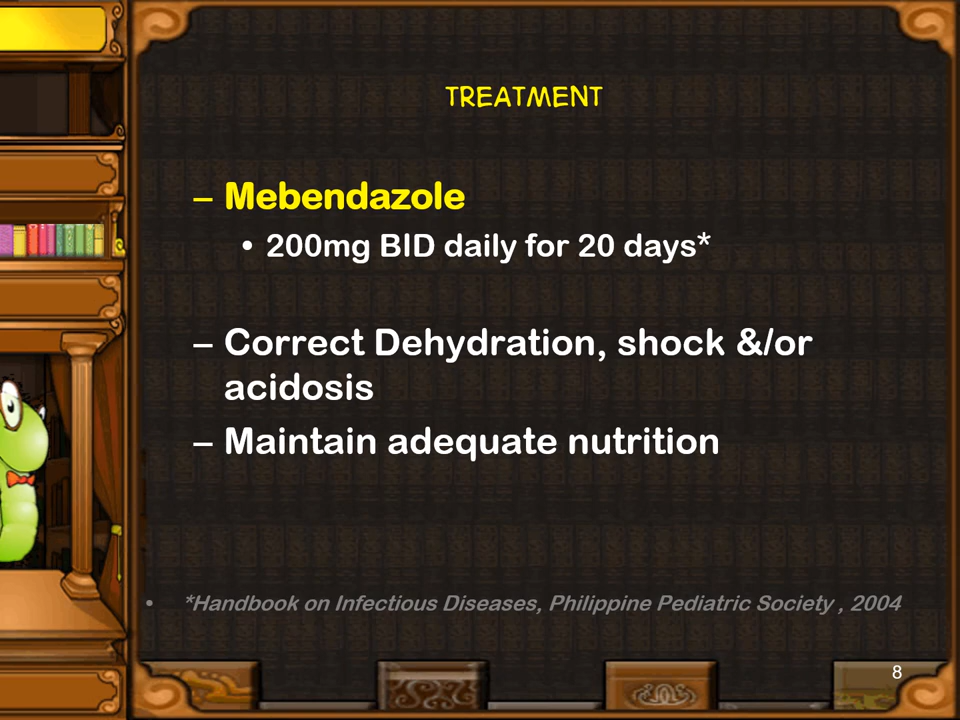 TREATMENT
– Mebendazole
• 200mg BID daily for 20 days*
– Correct Dehydration, shock &/or
acidosis
– Maintain adequate nutrition
• *Handbook on Infectious Diseases, Philippine Pediatric Society , 2004
8